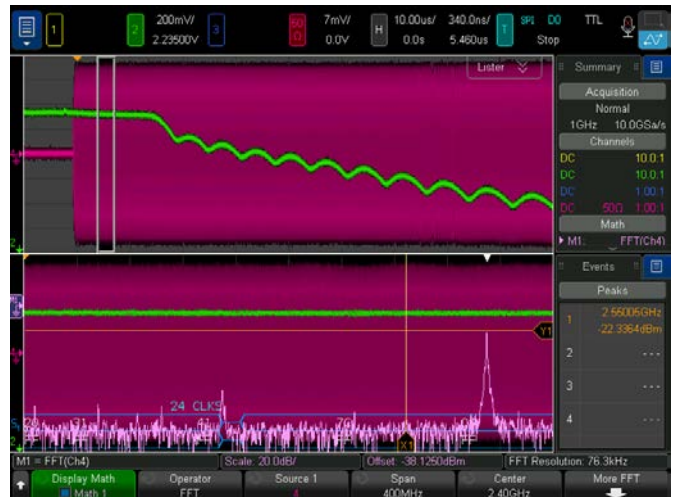 1
2
200mV/
2.23500V
3
50
Ω
7mV/
0.0V
H
10.00us/
0.0s
340.0ns/
5.460us
T
SPI D0 TTL
Stop
Lister
Summary
Acquisition
Normal
1GHz 10.0GSa/s
Channels
DC 10.0:1
DC 10.0:1
DC 1.00:1
DC 50Ω 1.00:1
Math
M1: FFT(Ch4)
Events
Peaks
1 2.55005GHz
-22.3364dBm
2 ---
3 ---
4 ---
Y1
24 CLKS
X1
M1 = FFT(Ch4)
Scale: 20.0dB/
Offset: -38.1250dBm
FFT Resolution: 76.3kHz
Display Math
Math 1
Operator
FFT
Source 1
4
Span
400MHz
Center
2.40GHz
More FFT